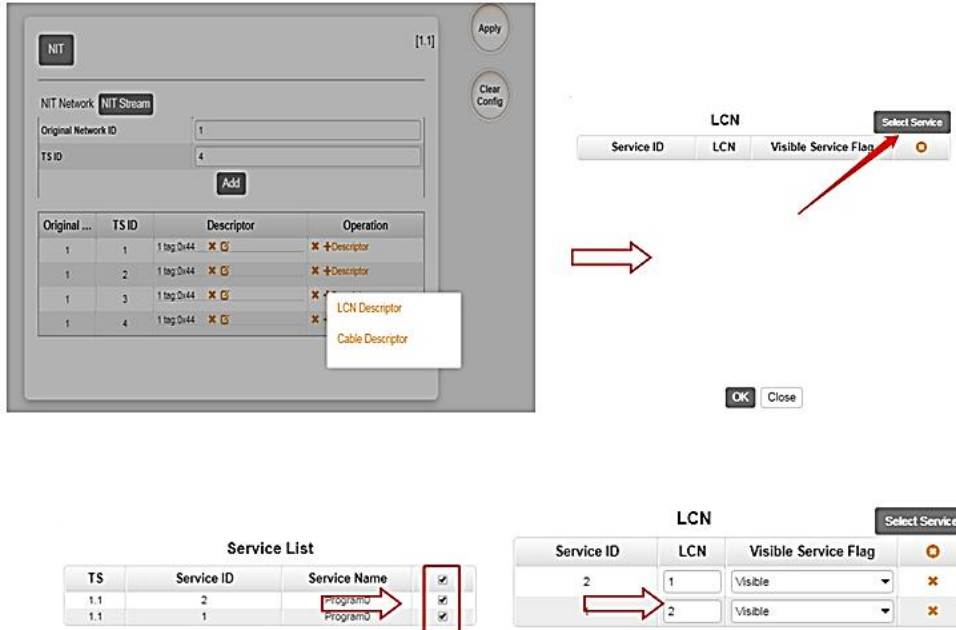 NIT
[1.1]
Apply
Clear
Config
NIT Network NIT Stream
Original Network ID 1
TS ID 4
Add
Original ... TS ID Descriptor Operation
1 1 1 tag:0x44 +Descriptor
1 2 1 tag:0x44 +Descriptor
1 3 1 tag:0x44
1 4 1 tag:0x44
LCN Descriptor
Cable Descriptor
LCN
Select Service
Service ID LCN Visible Service Flag
OK Close
Service List
TS Service ID Service Name
1.1 2 Program0
1.1 1 Program0
LCN
Select Service
Service ID LCN Visible Service Flag
2 1 Visible
2 Visible